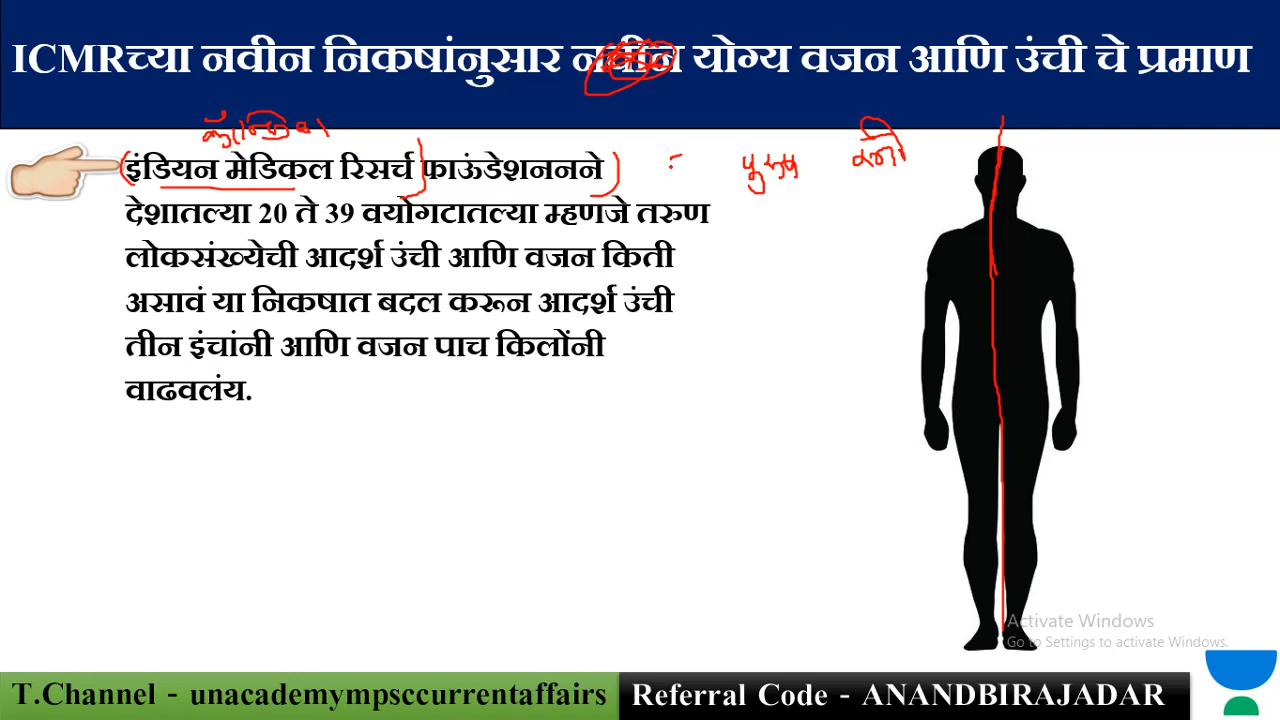 ICMRच्या नवीन निकषांनुसार नवीन योग्य वजन आणि उंची चे प्रमाण
इंडियन मेडिकल रिसर्च फाऊंडेशननने
पुरुष
देशातल्या 20 ते 39 वयोगटातल्या म्हणजे तरुण
लोकसंख्येची आदर्श उंची आणि वजन किती
असावं या निकषात बदल करून आदर्श उंची
तीन इंचांनी आणि वजन पाच किलोंनी
वाढवलंय.
Activate Windows
Go to Settings to activate Windows.
T.Channel - unacademympsccurrentaffairs
Referral Code - ANANDBIRAJADAR